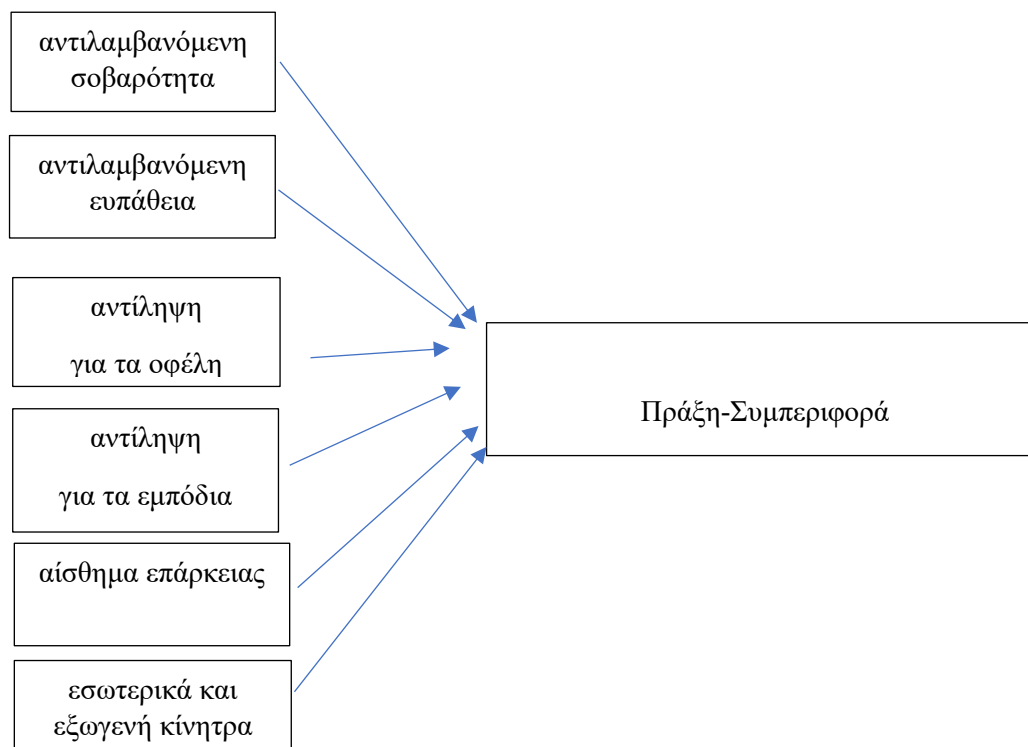 αντιλαμβανόμενη
σοβαρότητα
αντιλαμβανόμενη
ευπάθεια
αντίληψη
για τα οφέλη
αντίληψη
για τα εμπόδια
αίσθημα επάρκειας
εσωτερικά και
εξωγενή κίνητρα
Πράξη-Συμπεριφορά